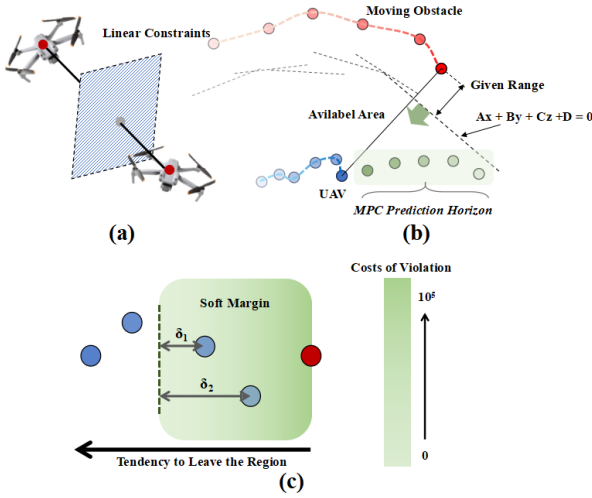 Linear Constraints
Moving Obstacle
Given Range
Avilabel Area
Ax + By + Cz +D = 0
UAV
MPC Prediction Horizon
(a)
(b)
Costs of Violation
Soft Margin
10⁵
δ₁
δ₂
0
Tendency to Leave the Region
(c)